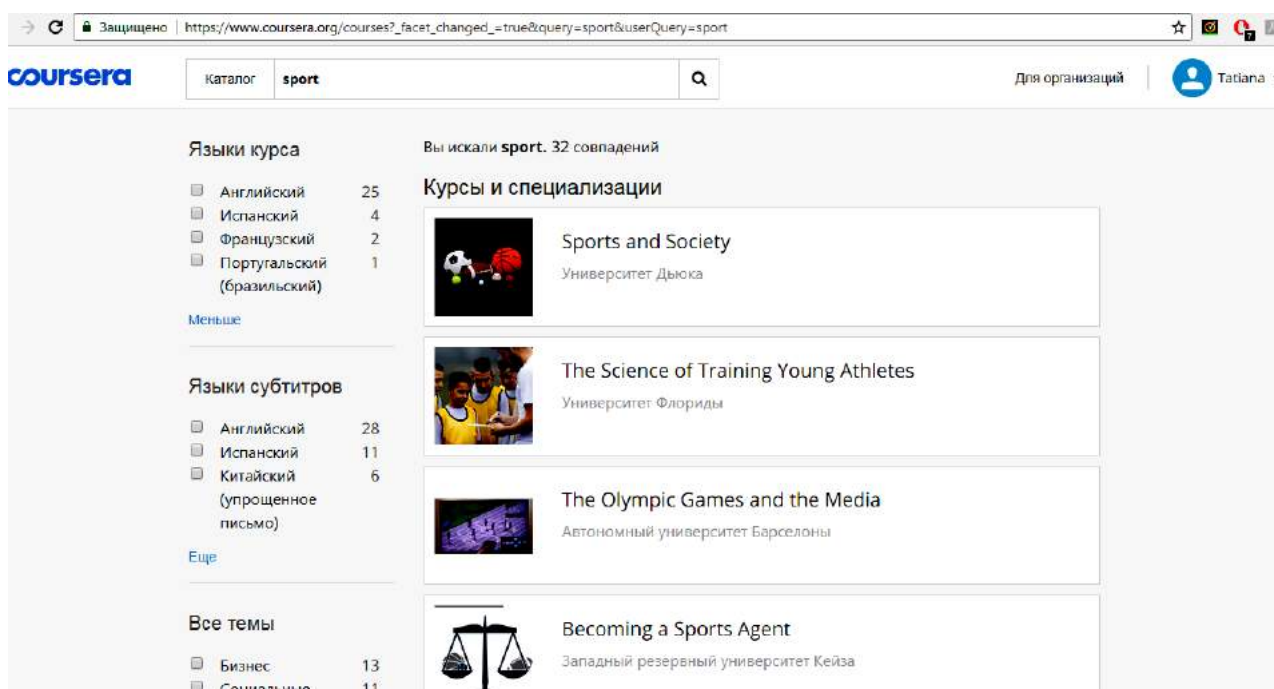 Защищено https://www.coursera.org/courses?_facet_changed_=true&query=sport&userQuery=sport
7
coursera
Каталог sport
Для организаций
Tatiana
Языки курса
Английский 25
Испанский 4
Французский 2
Португальский 1
(бразильский)
Меньше
Языки субтитров
Английский 28
Испанский 11
Китайский 6
(упрощенное
письмо)
Еще
Все темы
Бизнес 13
Социальные 11
Вы искали sport. 32 совпадений
Курсы и специализации
Sports and Society
Университет Дьюка
The Science of Training Young Athletes
Университет Флориды
The Olympic Games and the Media
Автономный университет Барселоны
Becoming a Sports Agent
Западный резервный университет Кейза